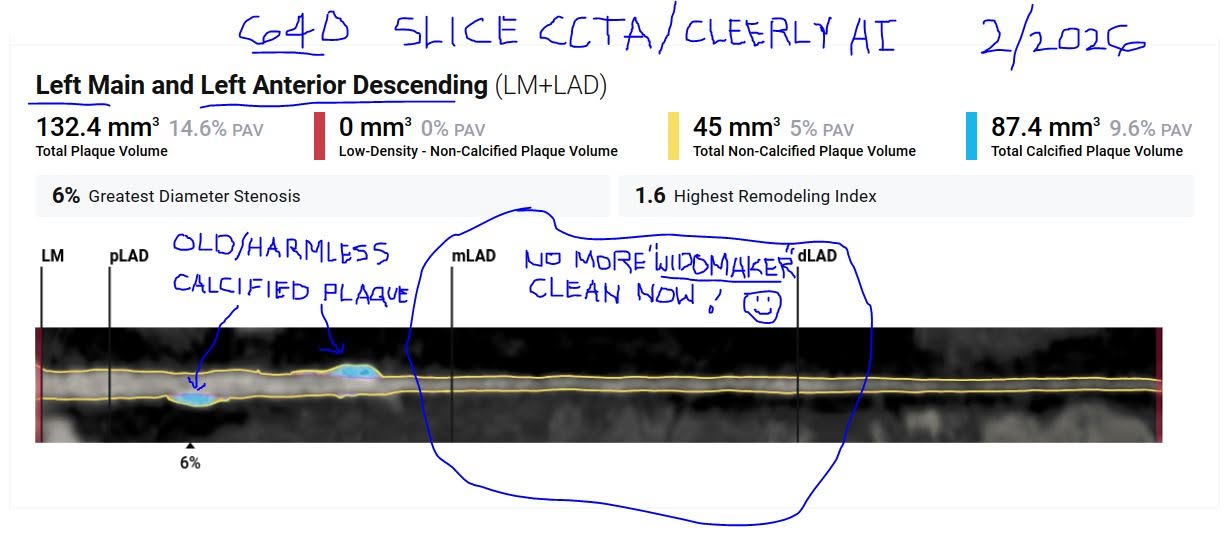 64D SLICE CCTA/CLEERLY AI 2/2026
Left Main and Left Anterior Descending (LM+LAD)
132.4 mm³ 14.6% PAV
Total Plaque Volume
0 mm³ 0% PAV
Low-Density - Non-Calcified Plaque Volume
45 mm³ 5% PAV
Total Non-Calcified Plaque Volume
87.4 mm³ 9.6% PAV
Total Calcified Plaque Volume
6% Greatest Diameter Stenosis
1.6 Highest Remodeling Index
LM
pLAD
OLD/HARMLESS
CALCIFIED PLAQUE
mLAD
NO MORE "WIDOMAKER"
CLEAN NOW!
dLAD
6%